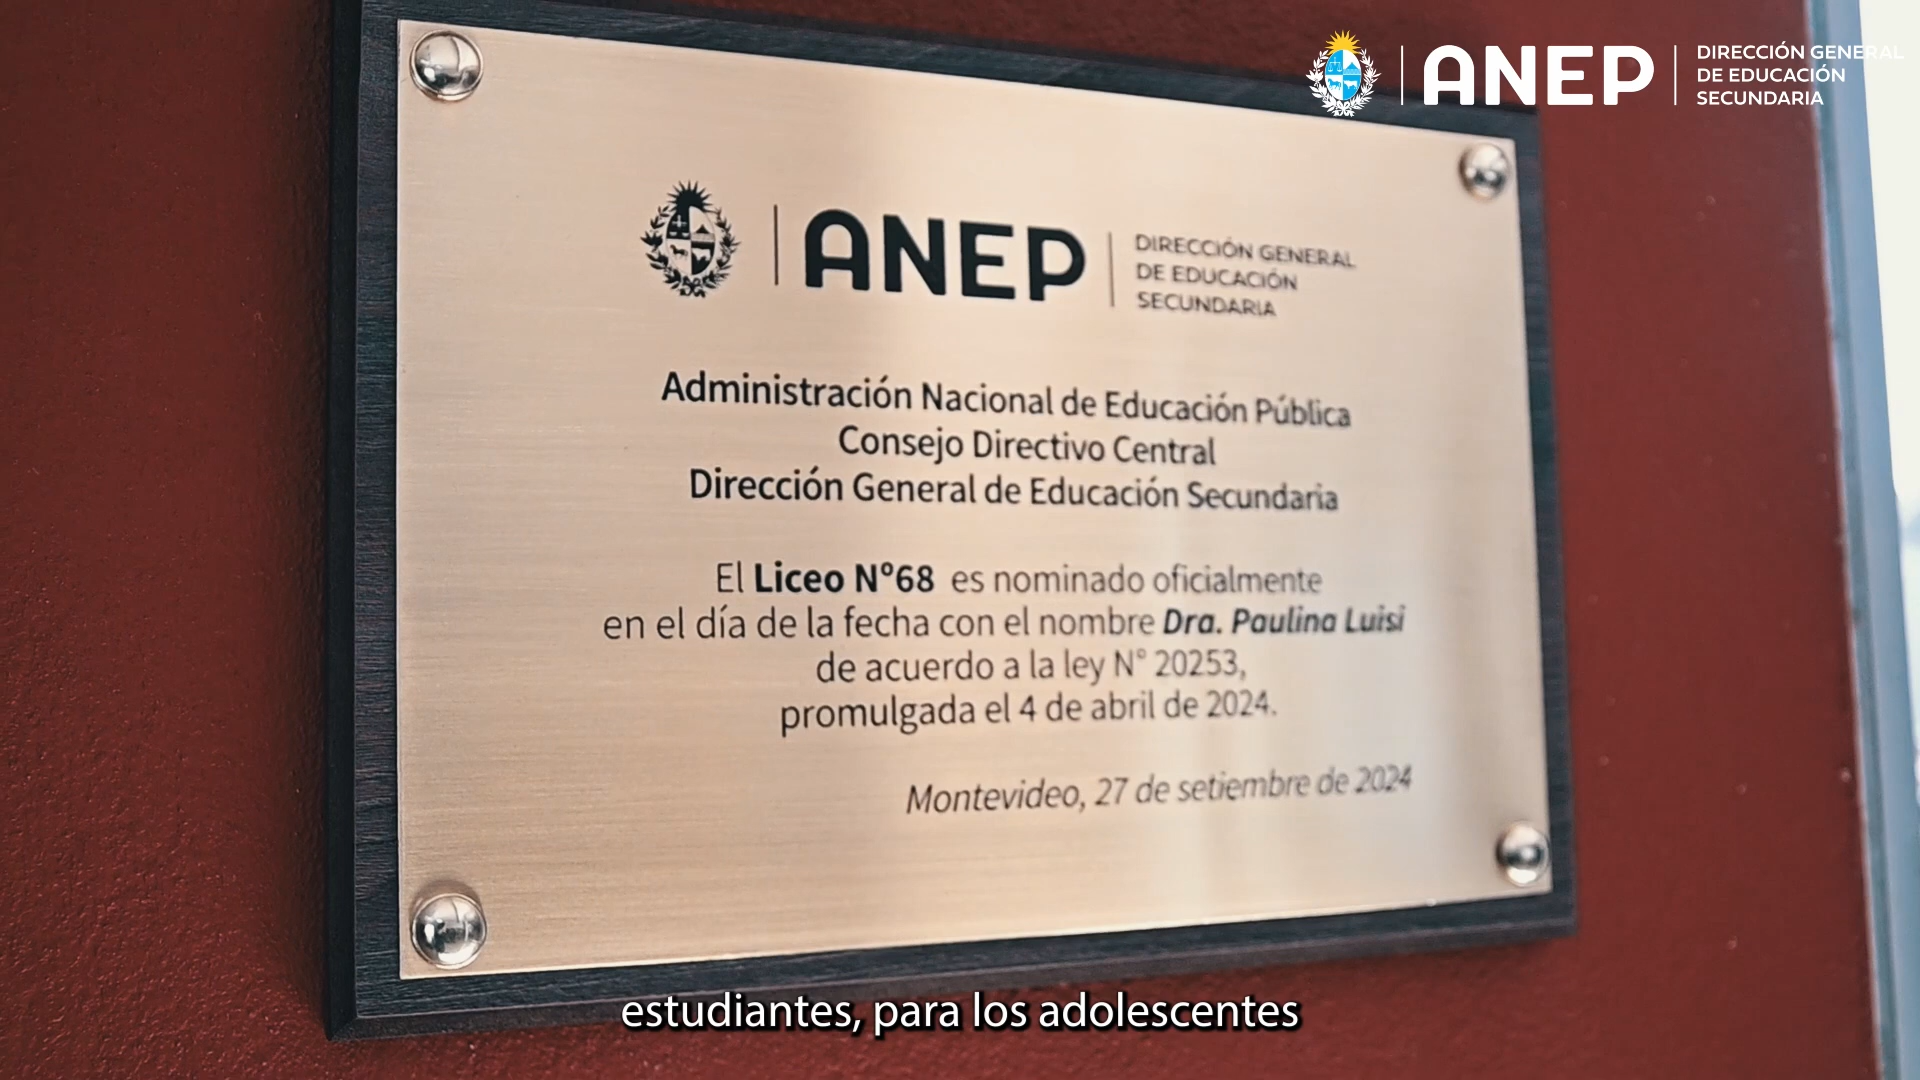 ANEP
DIRECCIÓN GENERAL
DE EDUCACIÓN
SECUNDARIA
ANEP
DIRECCIÓN GENERAL
DE EDUCACIÓN
SECUNDARIA
Administración Nacional de Educación Pública
Consejo Directivo Central
Dirección General de Educación Secundaria
El Liceo N°68 es nominado oficialmente
en el día de la fecha con el nombre Dra. Paulina Luisi
de acuerdo a la ley N° 20253,
promulgada el 4 de abril de 2024.
Montevideo, 27 de setiembre de 2024
estudiantes, para los adolescentes